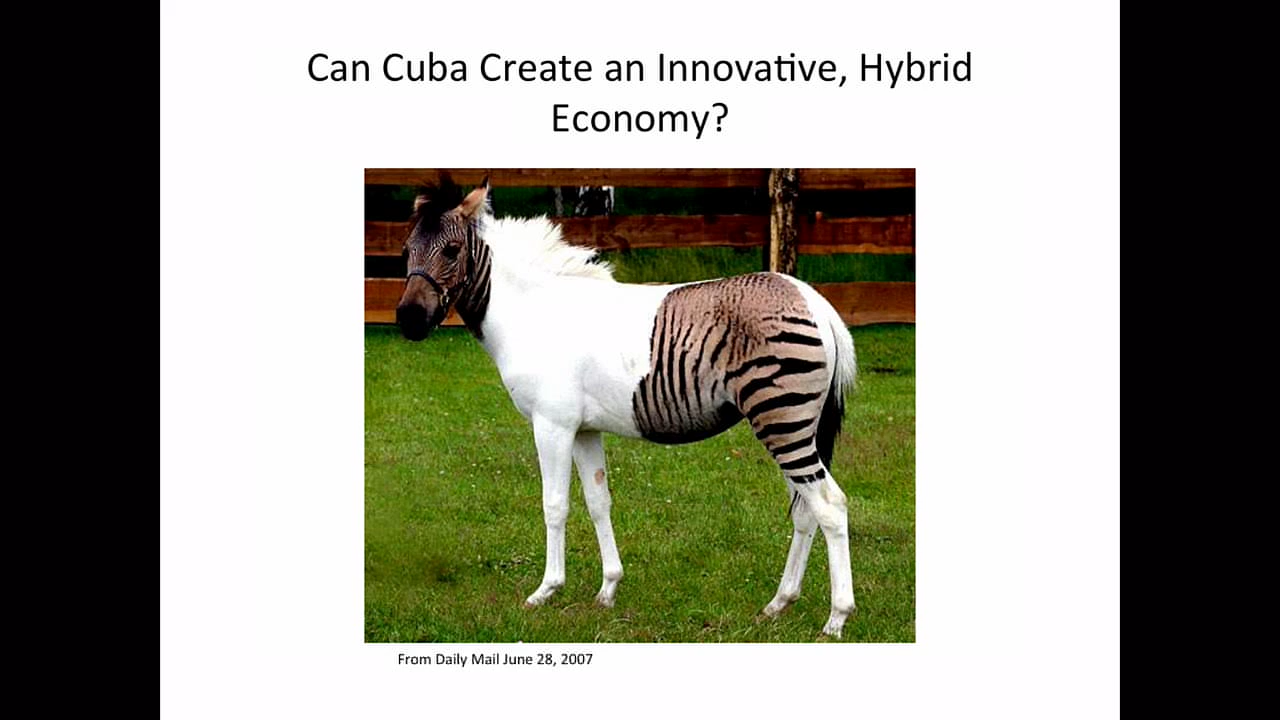 Can Cuba Create an Innovative, Hybrid
Economy?
From Daily Mail June 28, 2007